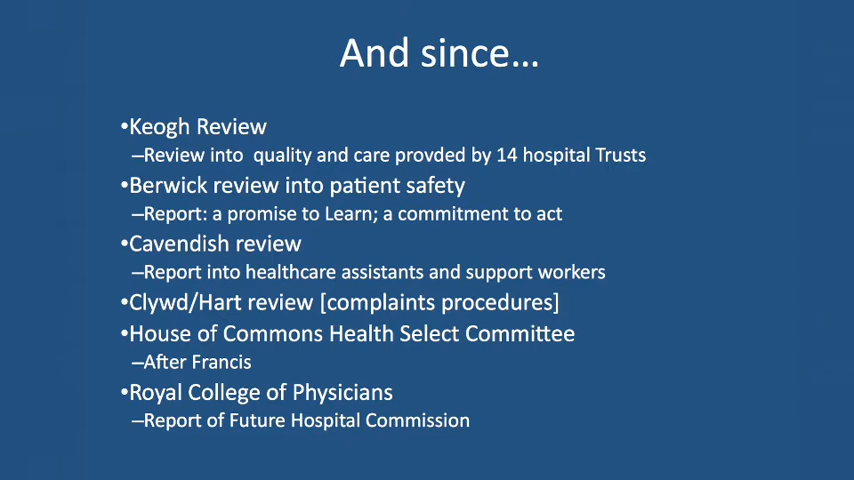 And since...
•Keogh Review
–Review into  quality and care provded by 14 hospital Trusts
•Berwick review into patient safety
–Report: a promise to Learn; a commitment to act
•Cavendish review
–Report into healthcare assistants and support workers
•Clywd/Hart review [complaints procedures]
•House of Commons Health Select Committee
–After Francis
•Royal College of Physicians
–Report of Future Hospital Commission